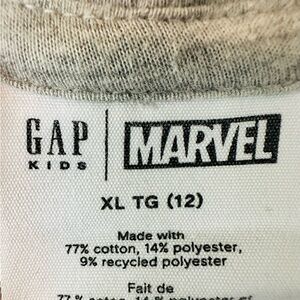 GAP | MARVEL
KIDS
XL TG (12)
Made with
77% cotton, 14% polyester,
9% recycled polyester
Fait de